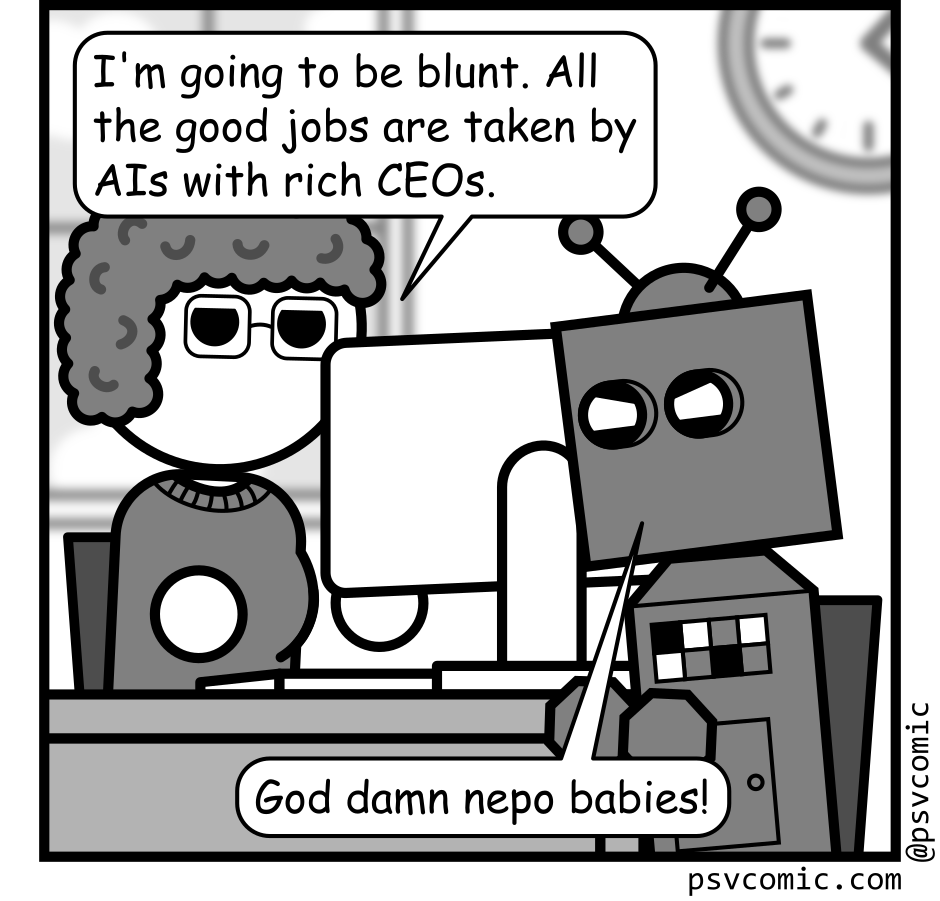 I'm going to be blunt. All
the good jobs are taken by
AIs with rich CEOs.
God damn nepo babies!
@psvcomic
psvcomic.com